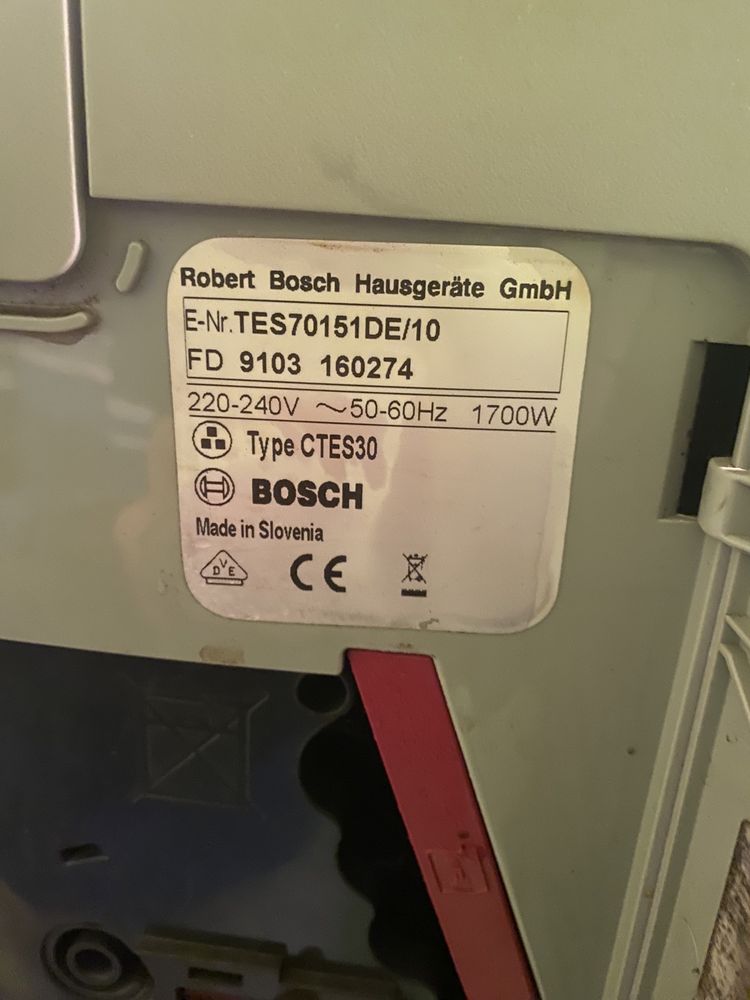 Robert Bosch Hausgeräte GmbH
E-Nr. TES70151DE/10
FD 9103 160274
220-240V ~50-60Hz 1700W
Type CTES30
BOSCH
Made in Slovenia
DVE
CE